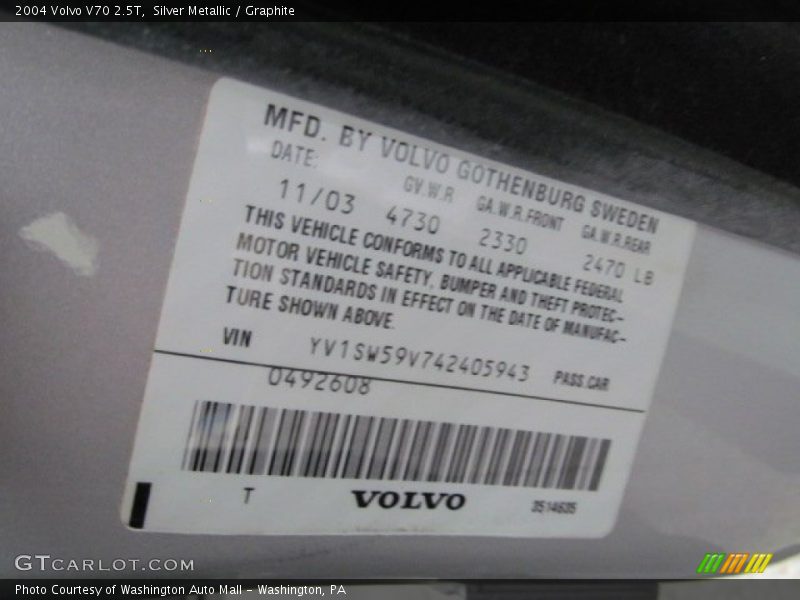 2004 Volvo V70 2.5T,  Silver Metallic / Graphite
MFD. BY VOLVO GOTHENBURG SWEDEN
DATE: GV.W.R GA.W.R.FRONT GA.W.R.REAR
11/03 4730 2330 2470 LB
THIS VEHICLE CONFORMS TO ALL APPLICABLE FEDERAL
MOTOR VEHICLE SAFETY, BUMPER AND THEFT PROTEC-
TION STANDARDS IN EFFECT ON THE DATE OF MANUFAC-
TURE SHOWN ABOVE.
VIN YV1SW59V742405943 PASS.CAR
0492608
T VOLVO 3514635
GTCARLOT.COM
Photo Courtesy of Washington Auto Mall - Washington, PA